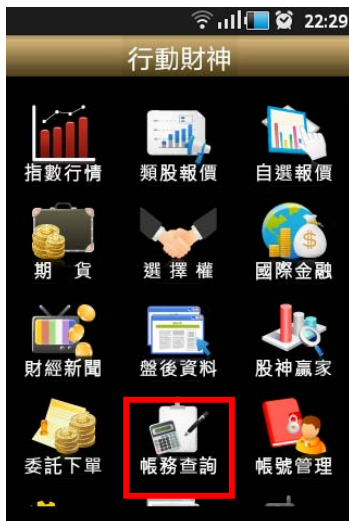 22:29
行動財神
指數行情 類股報價 自選報價
期 貨 選 擇 權 國際金融
財經新聞 盤後資料 股神贏家
委託下單 帳務查詢 帳號管理